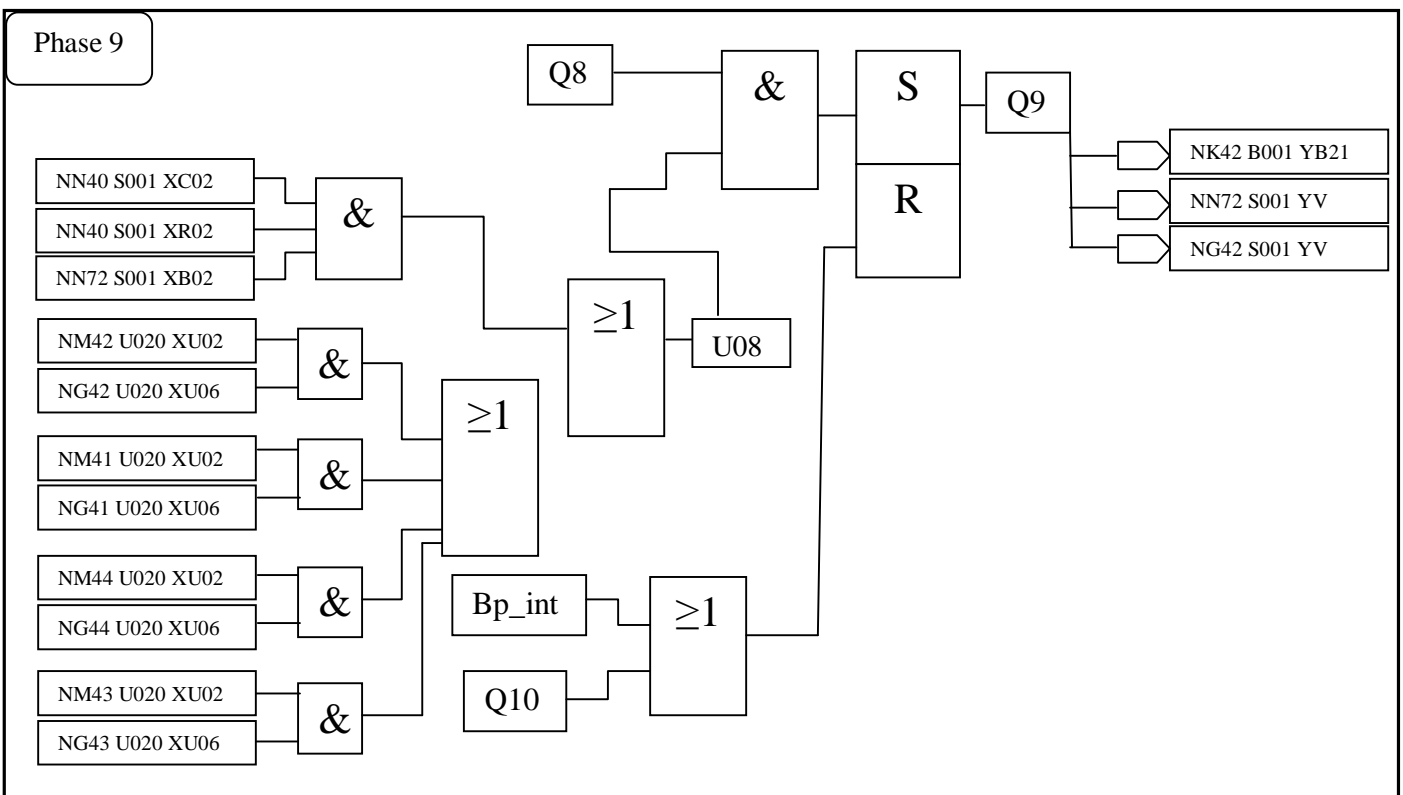 Phase 9
Q8
&
S
R
Q9
NK42 B001 YB21
NN72 S001 YV
NG42 S001 YV
NN40 S001 XC02
NN40 S001 XR02
NN72 S001 XB02
&
≥1
U08
NM42 U020 XU02
NG42 U020 XU06
&
≥1
NM41 U020 XU02
NG41 U020 XU06
&
NM44 U020 XU02
NG44 U020 XU06
&
Bp_int
≥1
Q10
NM43 U020 XU02
NG43 U020 XU06
&